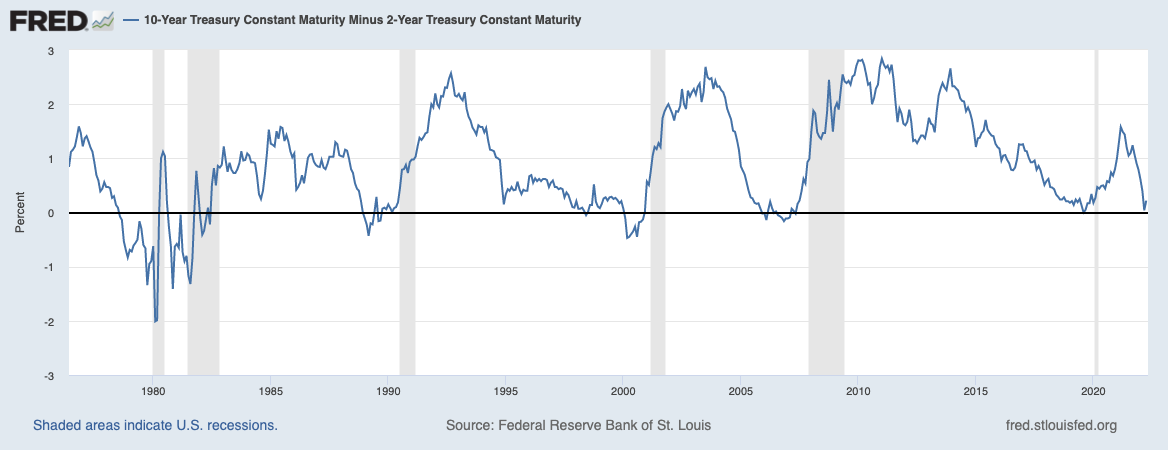 FRED
10-Year Treasury Constant Maturity Minus 2-Year Treasury Constant Maturity
3
2
1
0
-1
-2
-3
Percent
1980 1985 1990 1995 2000 2005 2010 2015 2020
Shaded areas indicate U.S. recessions. Source: Federal Reserve Bank of St. Louis fred.stlouisfed.org